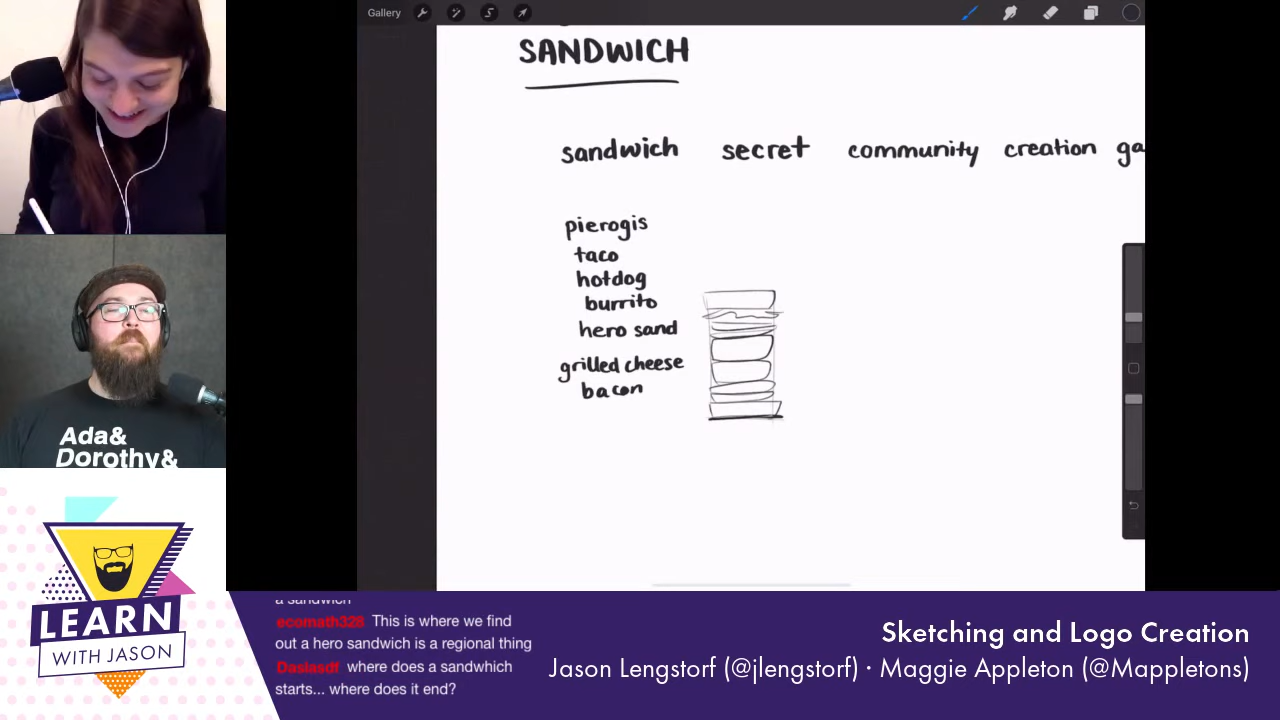 Gallery
SANDWICH
sandwich secret community creation ga
pierogis
taco
hotdog
burrito
hero sand
grilled cheese
bacon
Ada&
Dorothy&
LEARN
WITH JASON
a sandwich
ecomath328 This is where we find
out a hero sandwich is a regional thing
Daslasdf where does a sandwhich
starts... where does it end?
Sketching and Logo Creation
Jason Lengstorf (@jlengstorf) · Maggie Appleton (@Mappletons)